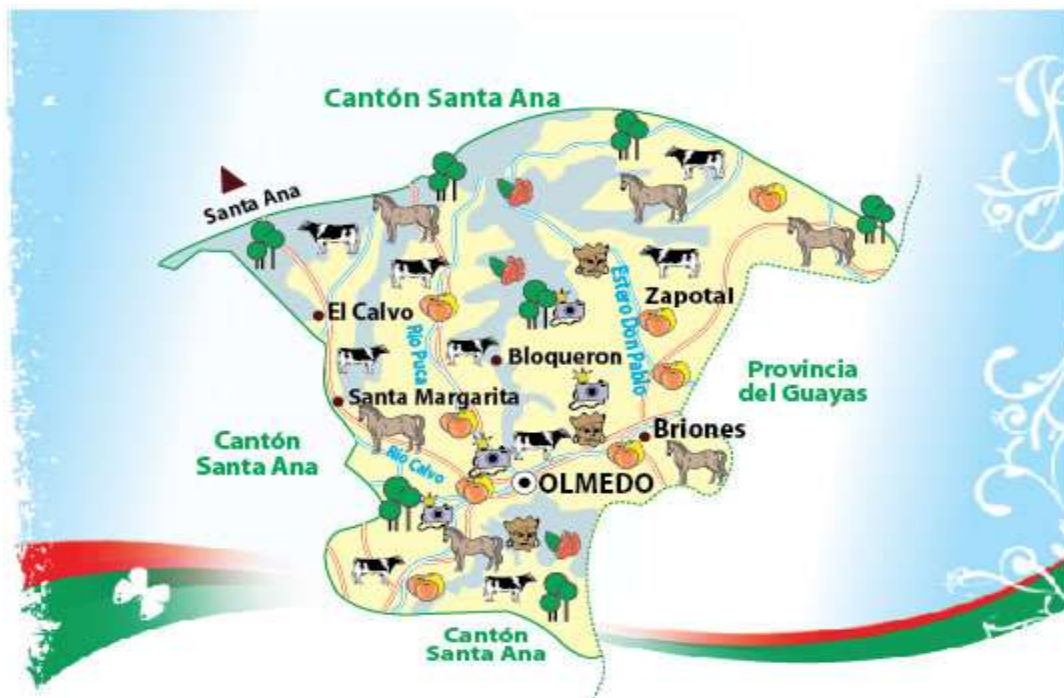 Cantón Santa Ana
Santa Ana
El Calvo
Río Puca
Estero Don Pablo
Zapotal
Bloqueron
Provincia
del Guayas
Santa Margarita
Briones
Cantón
Santa Ana
Río Calvo
OLMEDO
Cantón
Santa Ana